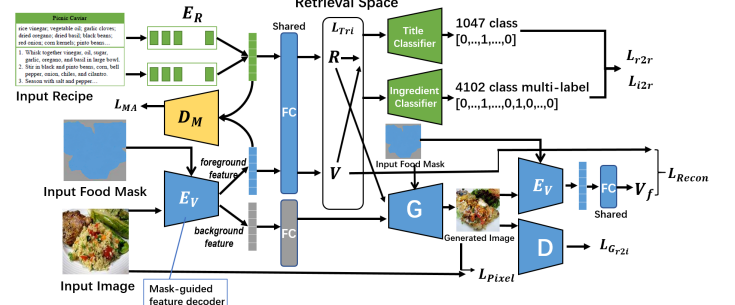 Retrieval Space
Picnic Caviar
rice vinegar; vegetable oil; garlic cloves;
dried oregano; dried basil; black beans;
red onion; corn kernels; pinto beans…
1. Whisk together vinegar, oil, sugar,
garlic, oregano, and basil in large bowl.
2. Stir in black and pinto beans, corn, bell
pepper, onion, chiles, and cilantro.
3. Season with salt and pepper…
Input Recipe
E_R
Shared
FC
L_Tri
R
V
Title
Classifier
1047 class
[0,..,1,...,0]
Ingredient
Classifier
4102 class multi-label
[0,..,1,...,0,1,0,..,0]
L_r2r
L_i2r
L_MA
D_M
Input Food Mask
foreground
feature
E_V
background
feature
FC
Input Image
Mask-guided
feature decoder
Input Food Mask
G
Generated Image
E_V
FC
Shared
V_f
L_Recon
D
L_G_r2i
L_Pixel